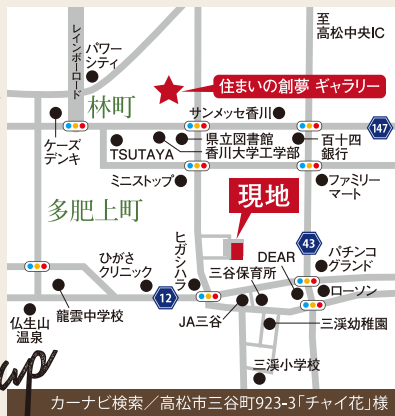 至
高松中央IC
レインボーロード
パワー
シティ
住まいの創夢 ギャラリー
林町
サンメッセ香川
147
ケーズ
デンキ
TSUTAYA
県立図書館
香川大学工学部
百十四
銀行
ミニストップ
ファミリー
マート
現地
多肥上町
ヒガシハラ
43
ひがさ
クリニック
三谷保育所
DEAR
パチンコ
グランド
12
ローソン
龍雲中学校
仏生山
温泉
JA三谷
三渓幼稚園
三渓小学校
up
カーナビ検索／高松市三谷町923-3「チャイ花」様